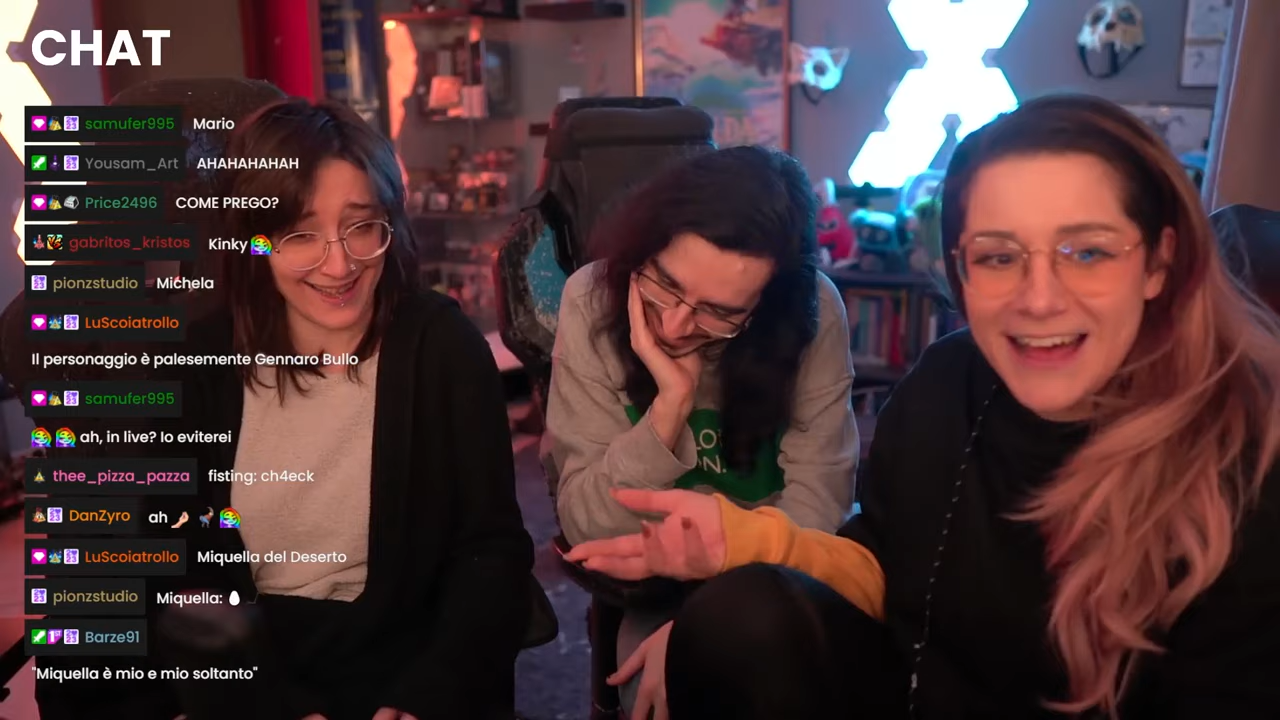 CHAT
samufer995 Mario
Yousam_Art AHAHAHAHAH
Price2496 COME PREGO?
gabritos_kristos Kinky
pionzstudio Michela
LuScoiatrollo
Il personaggio è palesemente Gennaro Bullo
samufer995
ah, in live? Io eviterei
thee_pizza_pazza fisting: ch4eck
DanZyro ah
LuScoiatrollo Miquella del Deserto
pionzstudio Miquella:
Barze91
"Miquella è mio e mio soltanto"